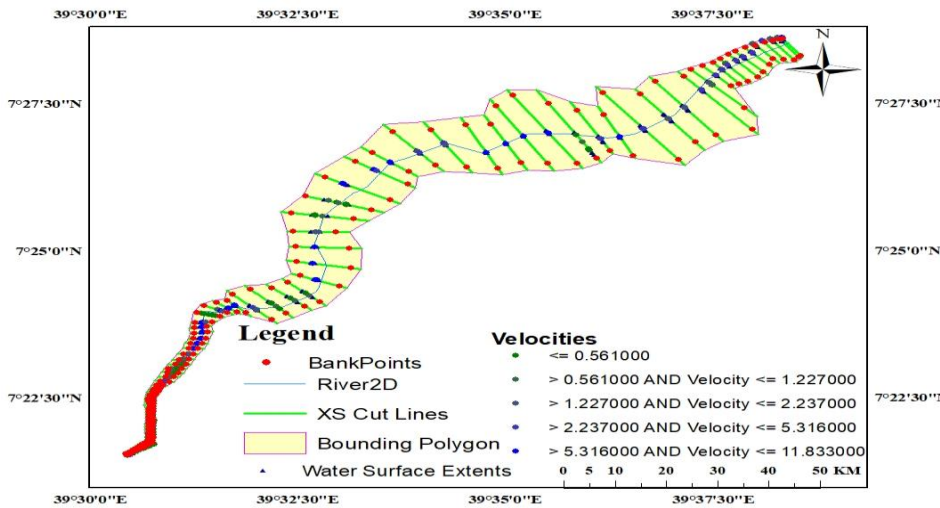 39°30'0"E 39°32'30"E 39°35'0"E 39°37'30"E
N
7°27'30"N 7°27'30"N
7°25'0"N 7°25'0"N
7°22'30"N 7°22'30"N
Legend
BankPoints
River2D
XS Cut Lines
Bounding Polygon
Water Surface Extents
Velocities
<= 0.561000
> 0.561000 AND Velocity <= 1.227000
> 1.227000 AND Velocity <= 2.237000
> 2.237000 AND Velocity <= 5.316000
> 5.316000 AND Velocity <= 11.833000
0 5 10 20 30 40 50 KM
39°30'0"E 39°32'30"E 39°35'0"E 39°37'30"E